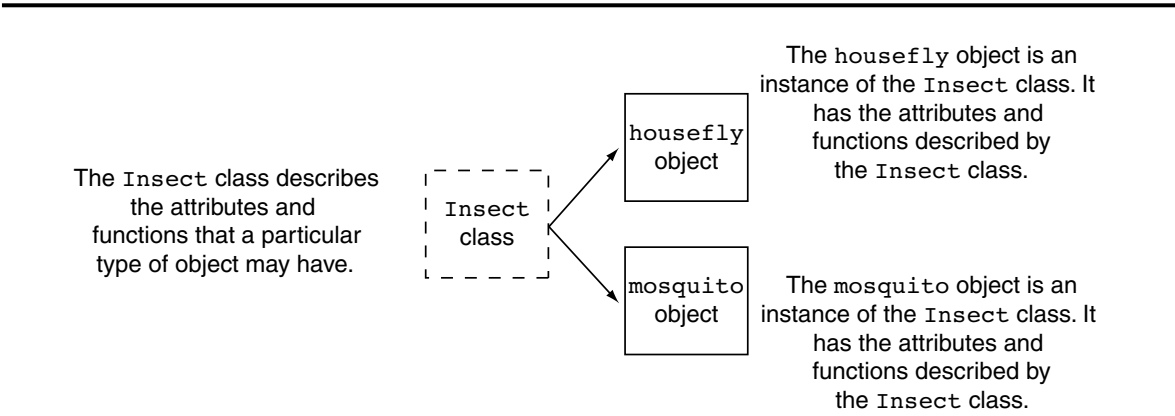 The Insect class describes
the attributes and
functions that a particular
type of object may have.
Insect
class
housefly
object
The housefly object is an
instance of the Insect class. It
has the attributes and
functions described by
the Insect class.
mosquito
object
The mosquito object is an
instance of the Insect class. It
has the attributes and
functions described by
the Insect class.